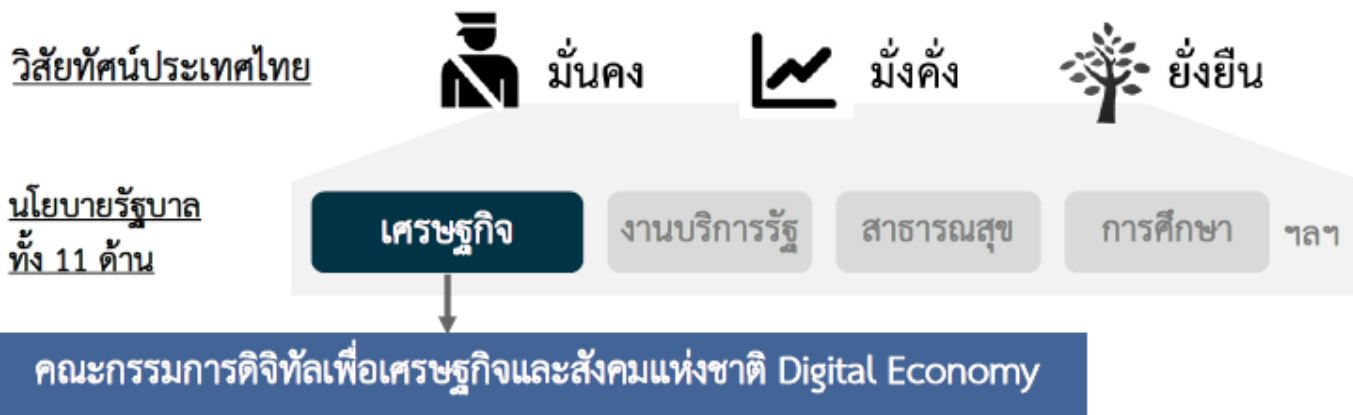 วิสัยทัศน์ประเทศไทย มั่นคง มั่งคั่ง ยั่งยืน
นโยบายรัฐบาล
ทั้ง 11 ด้าน
เศรษฐกิจ งานบริการรัฐ สาธารณสุข การศึกษา ฯลฯ
คณะกรรมการดิจิทัลเพื่อเศรษฐกิจและสังคมแห่งชาติ Digital Economy